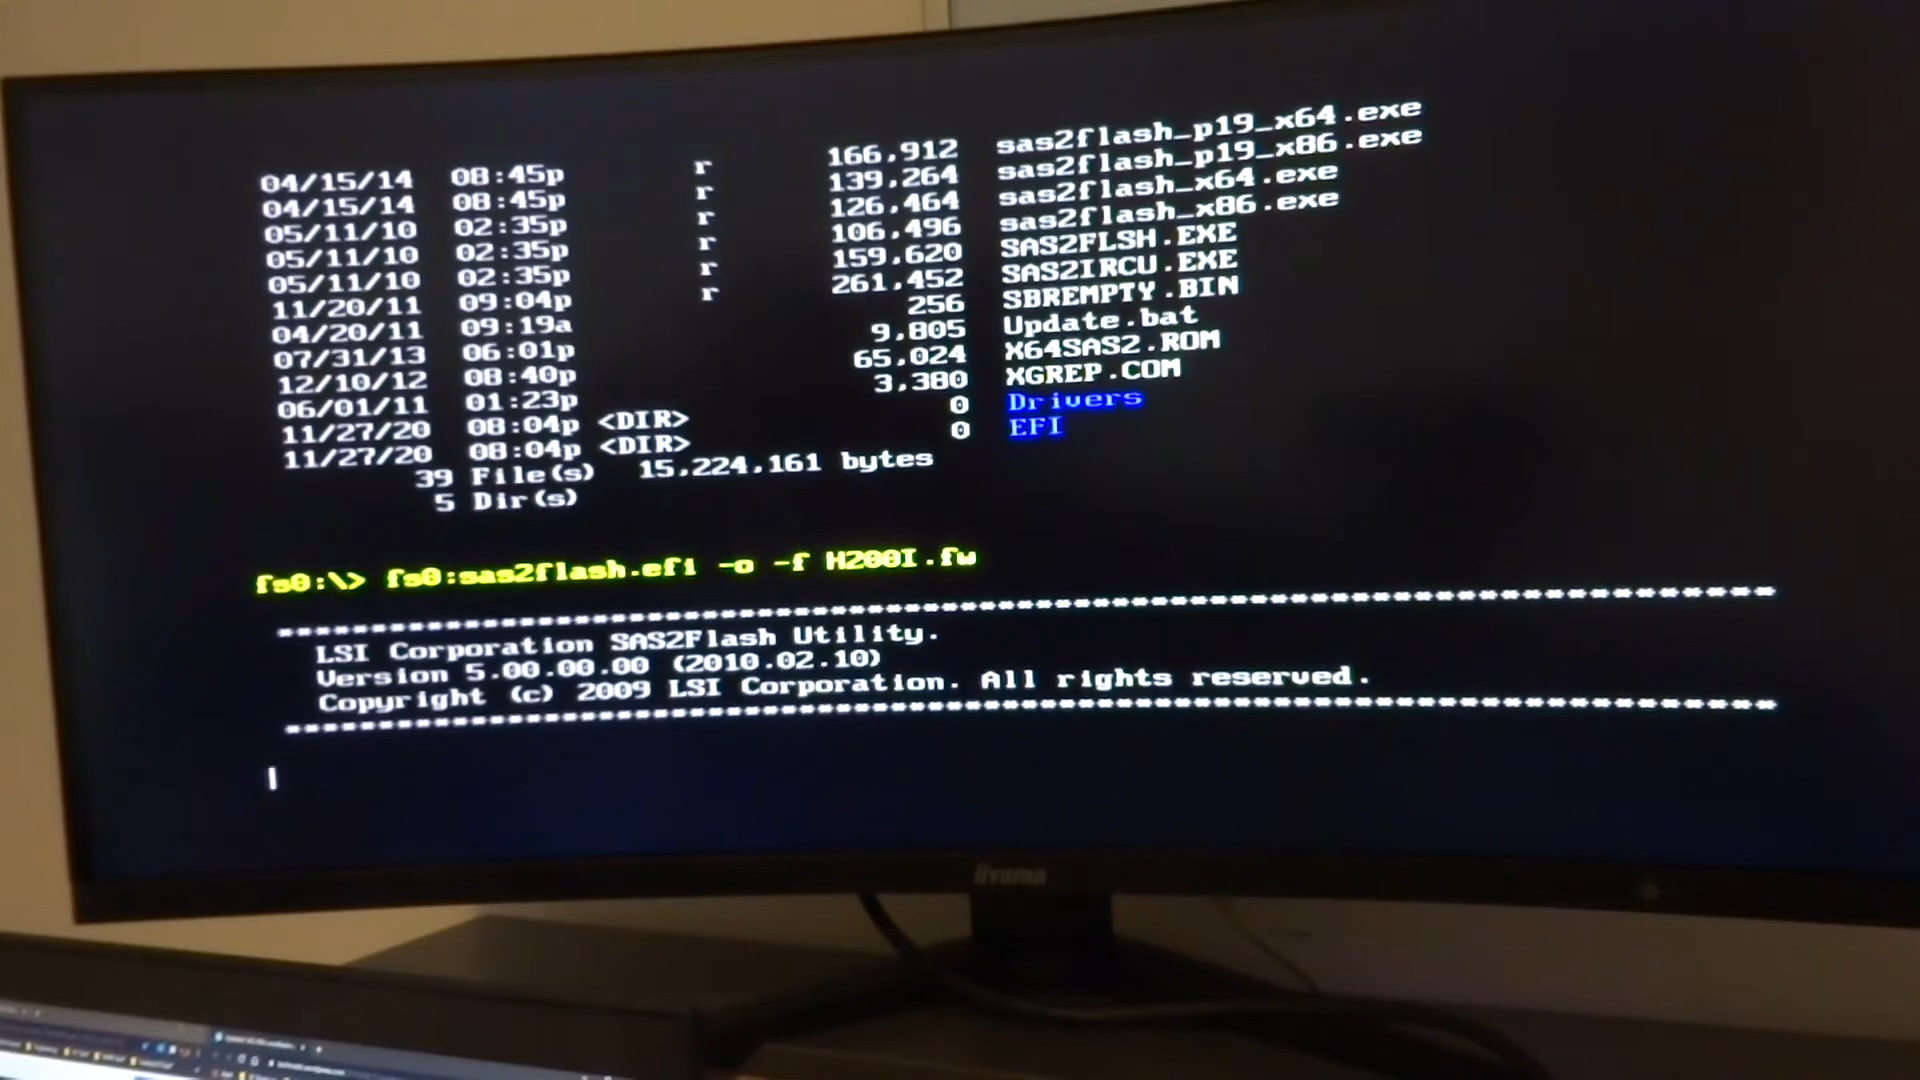 04/15/14 08:45p r 166,912 sas2flash_p19_x64.exe
04/15/14 08:45p r 139,264 sas2flash_p19_x86.exe
05/11/10 02:35p r 126,464 sas2flash_x64.exe
05/11/10 02:35p r 106,496 sas2flash_x86.exe
05/11/10 02:35p r 159,620 SAS2FLSH.EXE
11/20/11 09:04p r 261,452 SAS2IRCU.EXE
04/20/11 09:19a 256 SBREMPTY.BIN
07/31/13 06:01p 9,805 Update.bat
12/10/12 08:40p 65,024 X64SAS2.ROM
06/01/11 01:23p 3,380 XGREP.COM
11/27/20 08:04p <DIR> 0 Drivers
11/27/20 08:04p <DIR> 0 EFI
39 File(s) 15,224,161 bytes
5 Dir(s)
fs0:\> fs0:sas2flash.efi -o -f H200I.fw
LSI Corporation SAS2Flash Utility.
Version 5.00.00.00 (2010.02.10)
Copyright (c) 2009 LSI Corporation. All rights reserved.
iiyama